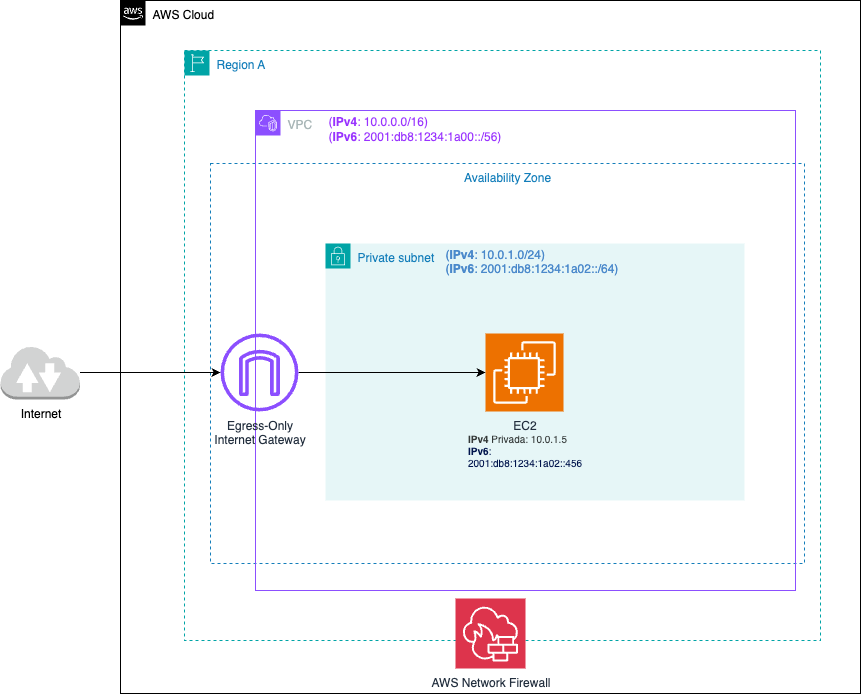 aws
AWS Cloud
Region A
VPC
(IPv4: 10.0.0.0/16)
(IPv6: 2001:db8:1234:1a00::/56)
Availability Zone
Private subnet
(IPv4: 10.0.1.0/24)
(IPv6: 2001:db8:1234:1a02::/64)
Internet
Egress-Only
Internet Gateway
EC2
IPv4 Privada: 10.0.1.5
IPv6:
2001:db8:1234:1a02::456
AWS Network Firewall